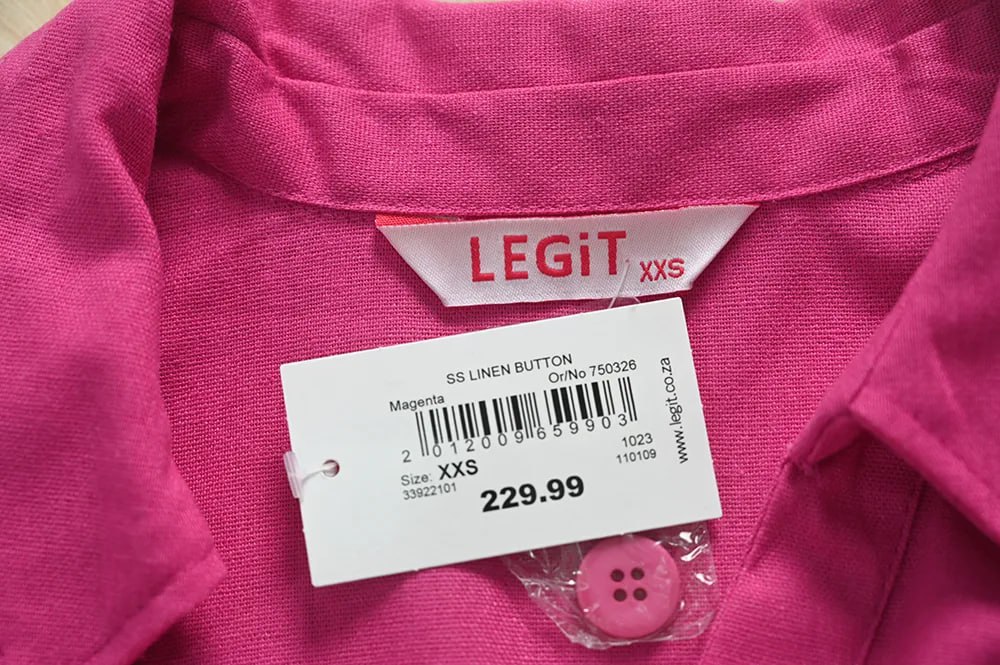 LEGiT XXS
SS LINEN BUTTON
Or/No 750326
Magenta
2 012009 659903
Size: XXS
33922101
1023
110109
229.99
www.legit.co.za